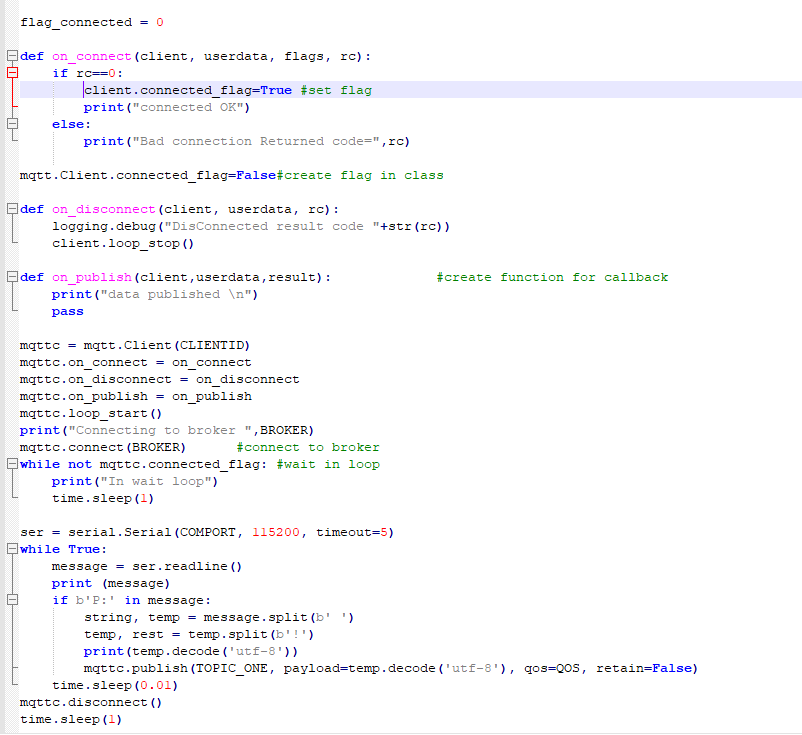 flag_connected = 0
def on_connect(client, userdata, flags, rc):
if rc==0:
client.connected_flag=True #set flag
print("connected OK")
else:
print("Bad connection Returned code=",rc)
mqtt.Client.connected_flag=False#create flag in class
def on_disconnect(client, userdata, rc):
logging.debug("DisConnected result code "+str(rc))
client.loop_stop()
def on_publish(client,userdata,result): #create function for callback
print("data published \n")
pass
mqttc = mqtt.Client(CLIENTID)
mqttc.on_connect = on_connect
mqttc.on_disconnect = on_disconnect
mqttc.on_publish = on_publish
mqttc.loop_start()
print("Connecting to broker ",BROKER)
mqttc.connect(BROKER) #connect to broker
while not mqttc.connected_flag: #wait in loop
print("In wait loop")
time.sleep(1)
ser = serial.Serial(COMPORT, 115200, timeout=5)
while True:
message = ser.readline()
print (message)
if b'P:' in message:
string, temp = message.split(b' ')
temp, rest = temp.split(b'!')
print(temp.decode('utf-8'))
mqttc.publish(TOPIC_ONE, payload=temp.decode('utf-8'), qos=QOS, retain=False)
time.sleep(0.01)
mqttc.disconnect()
time.sleep(1)